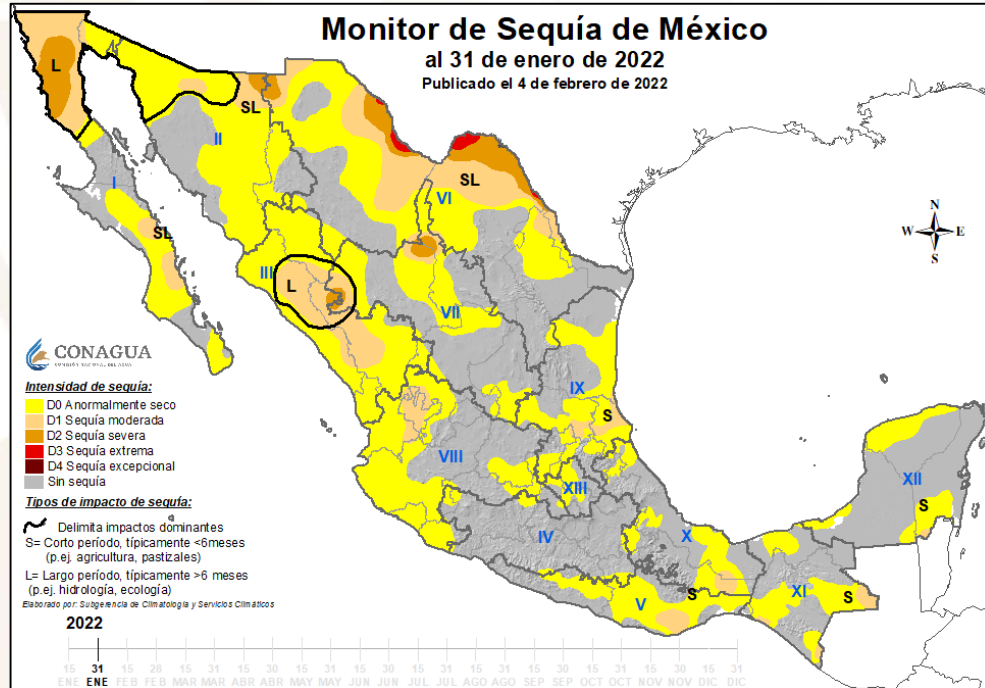 Monitor de Sequía de México
al 31 de enero de 2022
Publicado el 4 de febrero de 2022
L
SL
II
I
SL
SL
VI
III
L
VII
N
W E
S
CONAGUA
COMISIÓN NACIONAL DEL AGUA
Intensidad de sequía:
D0 Anormalmente seco
D1 Sequía moderada
D2 Sequía severa
D3 Sequía extrema
D4 Sequía excepcional
Sin sequía
Tipos de impacto de sequía:
Delimita impactos dominantes
S= Corto período, típicamente <6meses
(p.ej. agricultura, pastizales)
L= Largo período, típicamente >6 meses
(p.ej. hidrología, ecología)
Elaborado por: Subgerencia de Climatología y Servicios Climáticos
IX
S
VIII
XIII
XII
S
IV
X
V
S
XI
S
2022
15 31 15 28 15 31 15 30 15 31 15 30 15 31 15 31 15 30 15 31 15 30 15 31
ENE ENE FEB FEB MAR MAR ABR ABR MAY MAY JUN JUN JUL JUL AGO AGO SEP SEP OCT OCT NOV NOV DIC DIC